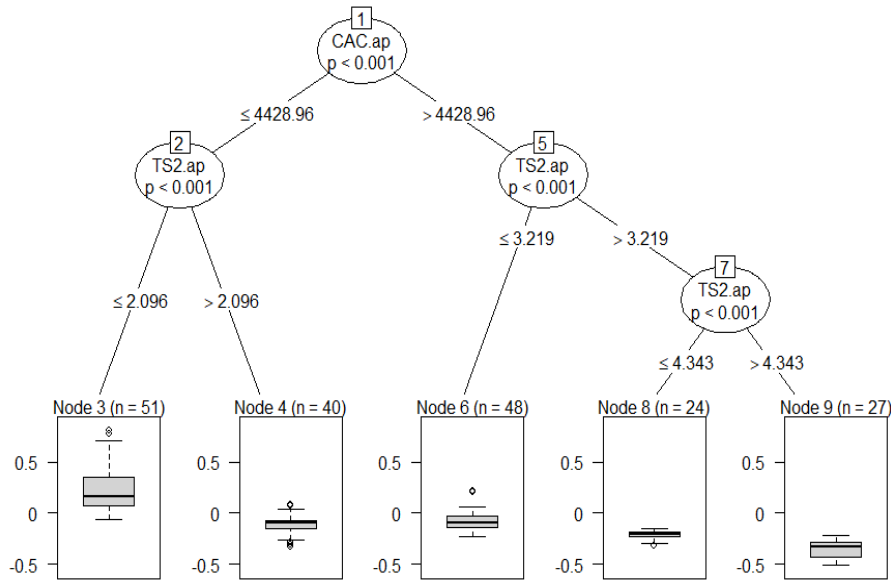 1
CAC.ap
p < 0.001
≤ 4428.96
> 4428.96
2
TS2.ap
p < 0.001
5
TS2.ap
p < 0.001
≤ 3.219
> 3.219
7
TS2.ap
p < 0.001
≤ 2.096
> 2.096
≤ 4.343
> 4.343
Node 3 (n = 51)
0.5
0
-0.5
Node 4 (n = 40)
0.5
0
-0.5
Node 6 (n = 48)
0.5
0
-0.5
Node 8 (n = 24)
0.5
0
-0.5
Node 9 (n = 27)
0.5
0
-0.5